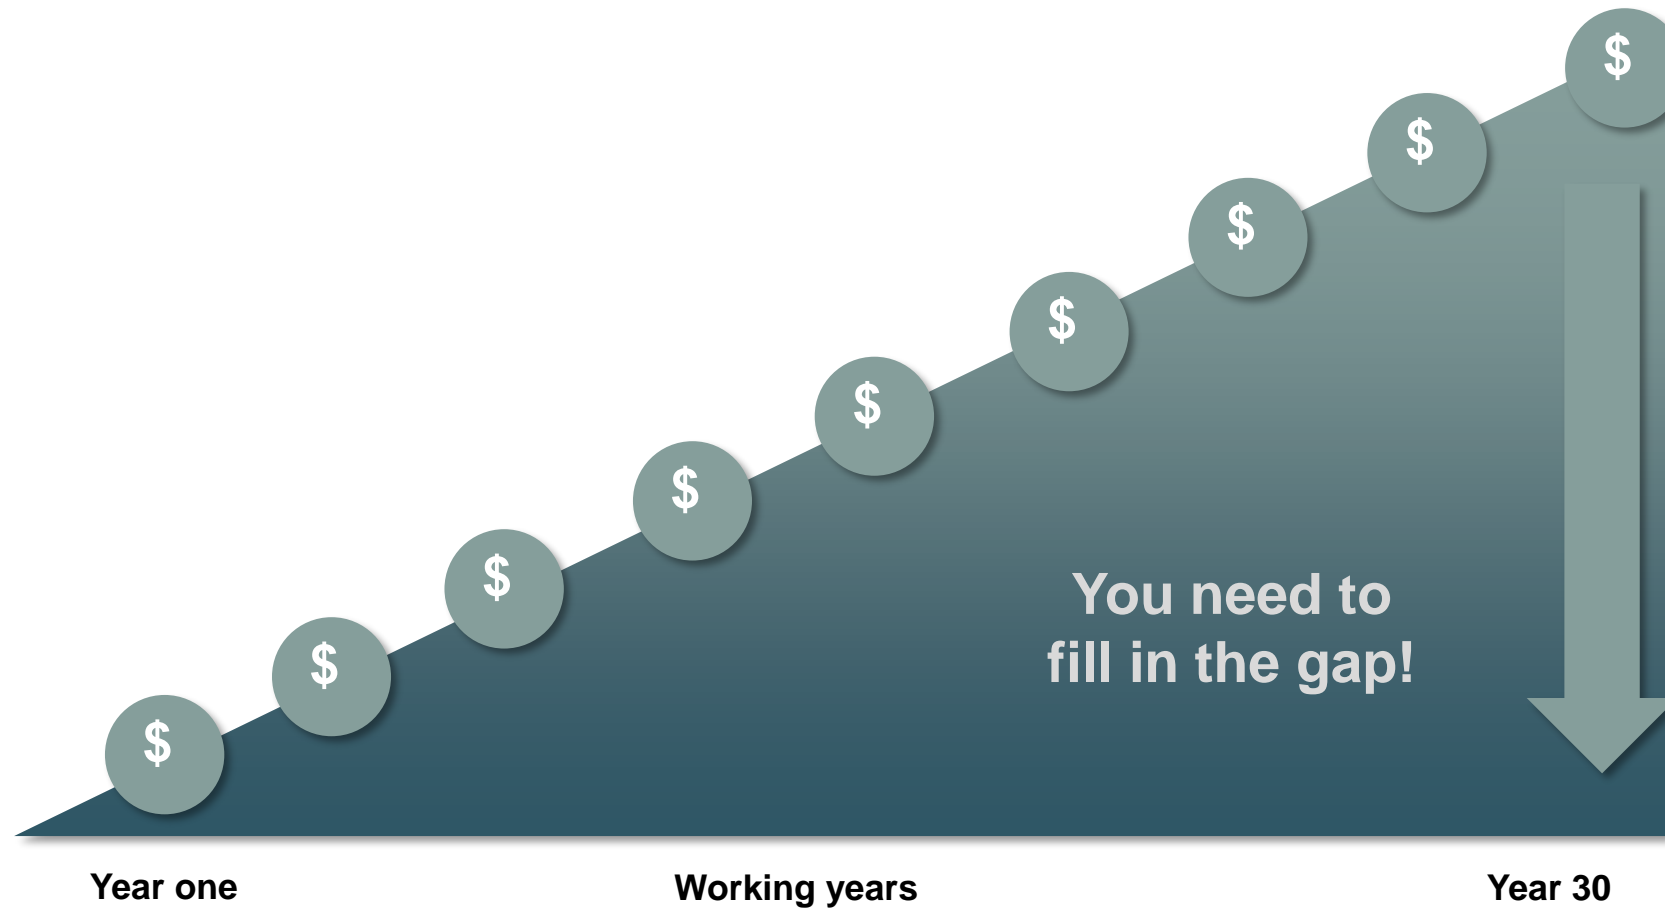 $
$
$
$
$
$
$
$
$
You need to
fill in the gap!
Year one
Working years
Year 30